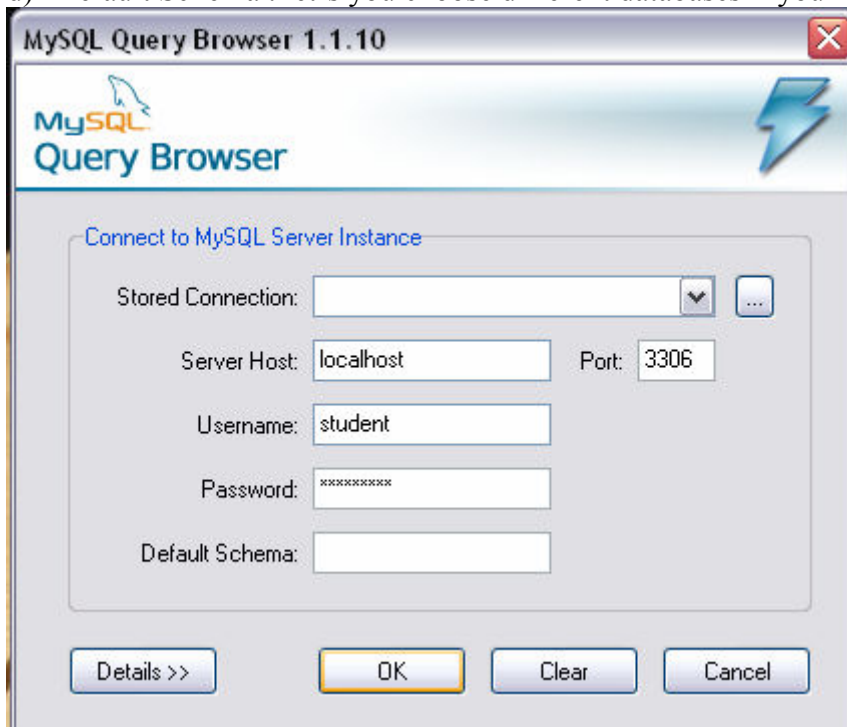 MySQL Query Browser 1.1.10
MySQL
Query Browser
Connect to MySQL Server Instance
Stored Connection: ...
Server Host: localhost Port: 3306
Username: student
Password: *********
Default Schema:
Details >> OK Clear Cancel